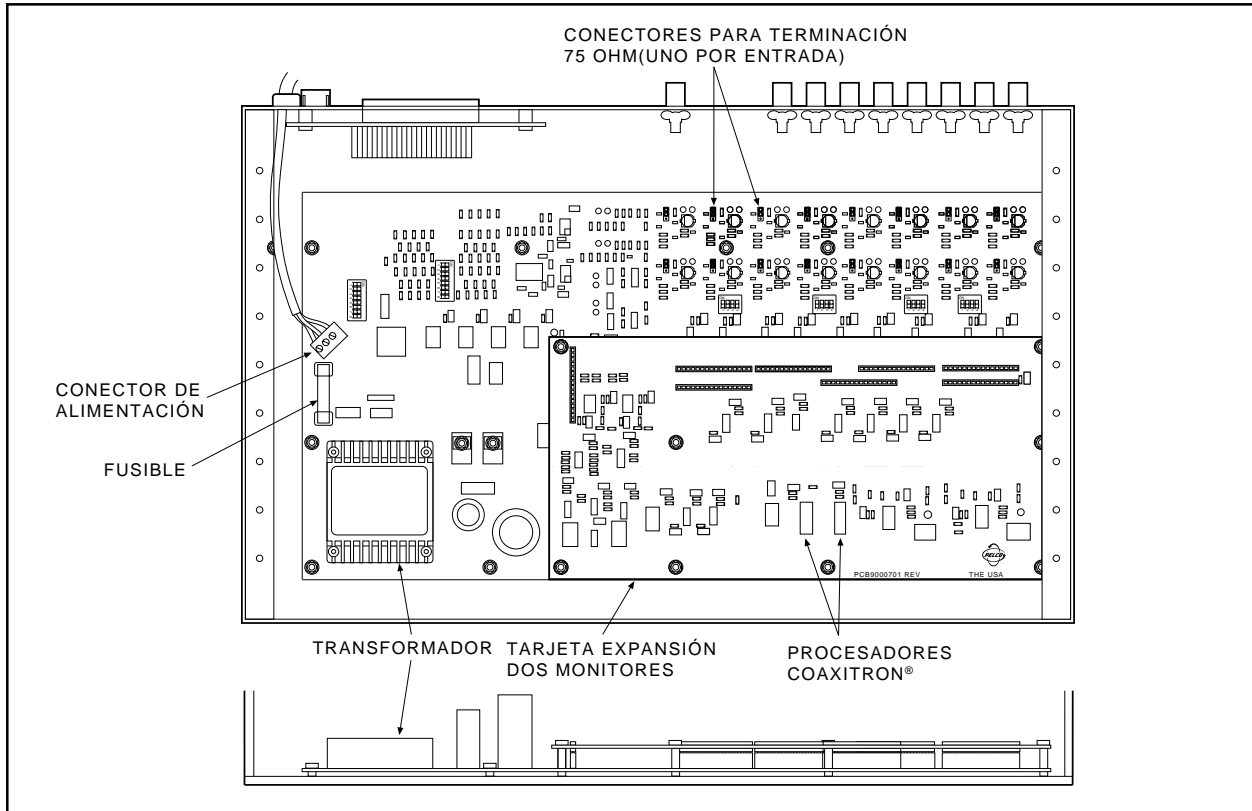 CONECTORES PARA TERMINACIÓN
75 OHM(UNO POR ENTRADA)
CONECTOR DE
ALIMENTACIÓN
FUSIBLE
PELCO
PCB9000701 REV
THE USA
TRANSFORMADOR
TARJETA EXPANSIÓN
DOS MONITORES
PROCESADORES
COAXITRON®